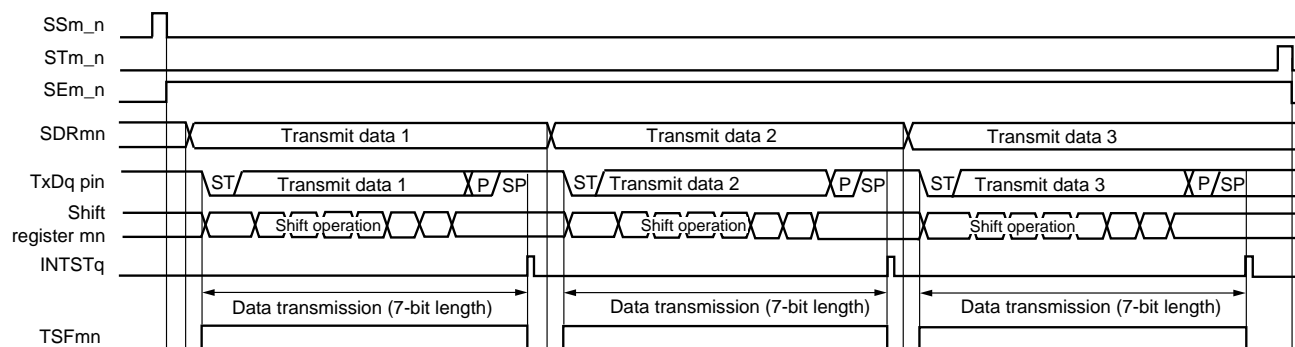 SSm_n
STm_n
SEm_n
SDRmn Transmit data 1 Transmit data 2 Transmit data 3
TxDq pin ST Transmit data 1 P SP ST Transmit data 2 P SP ST Transmit data 3 P SP
Shift
register mn Shift operation Shift operation Shift operation
INTSTq
Data transmission (7-bit length) Data transmission (7-bit length) Data transmission (7-bit length)
TSFmn